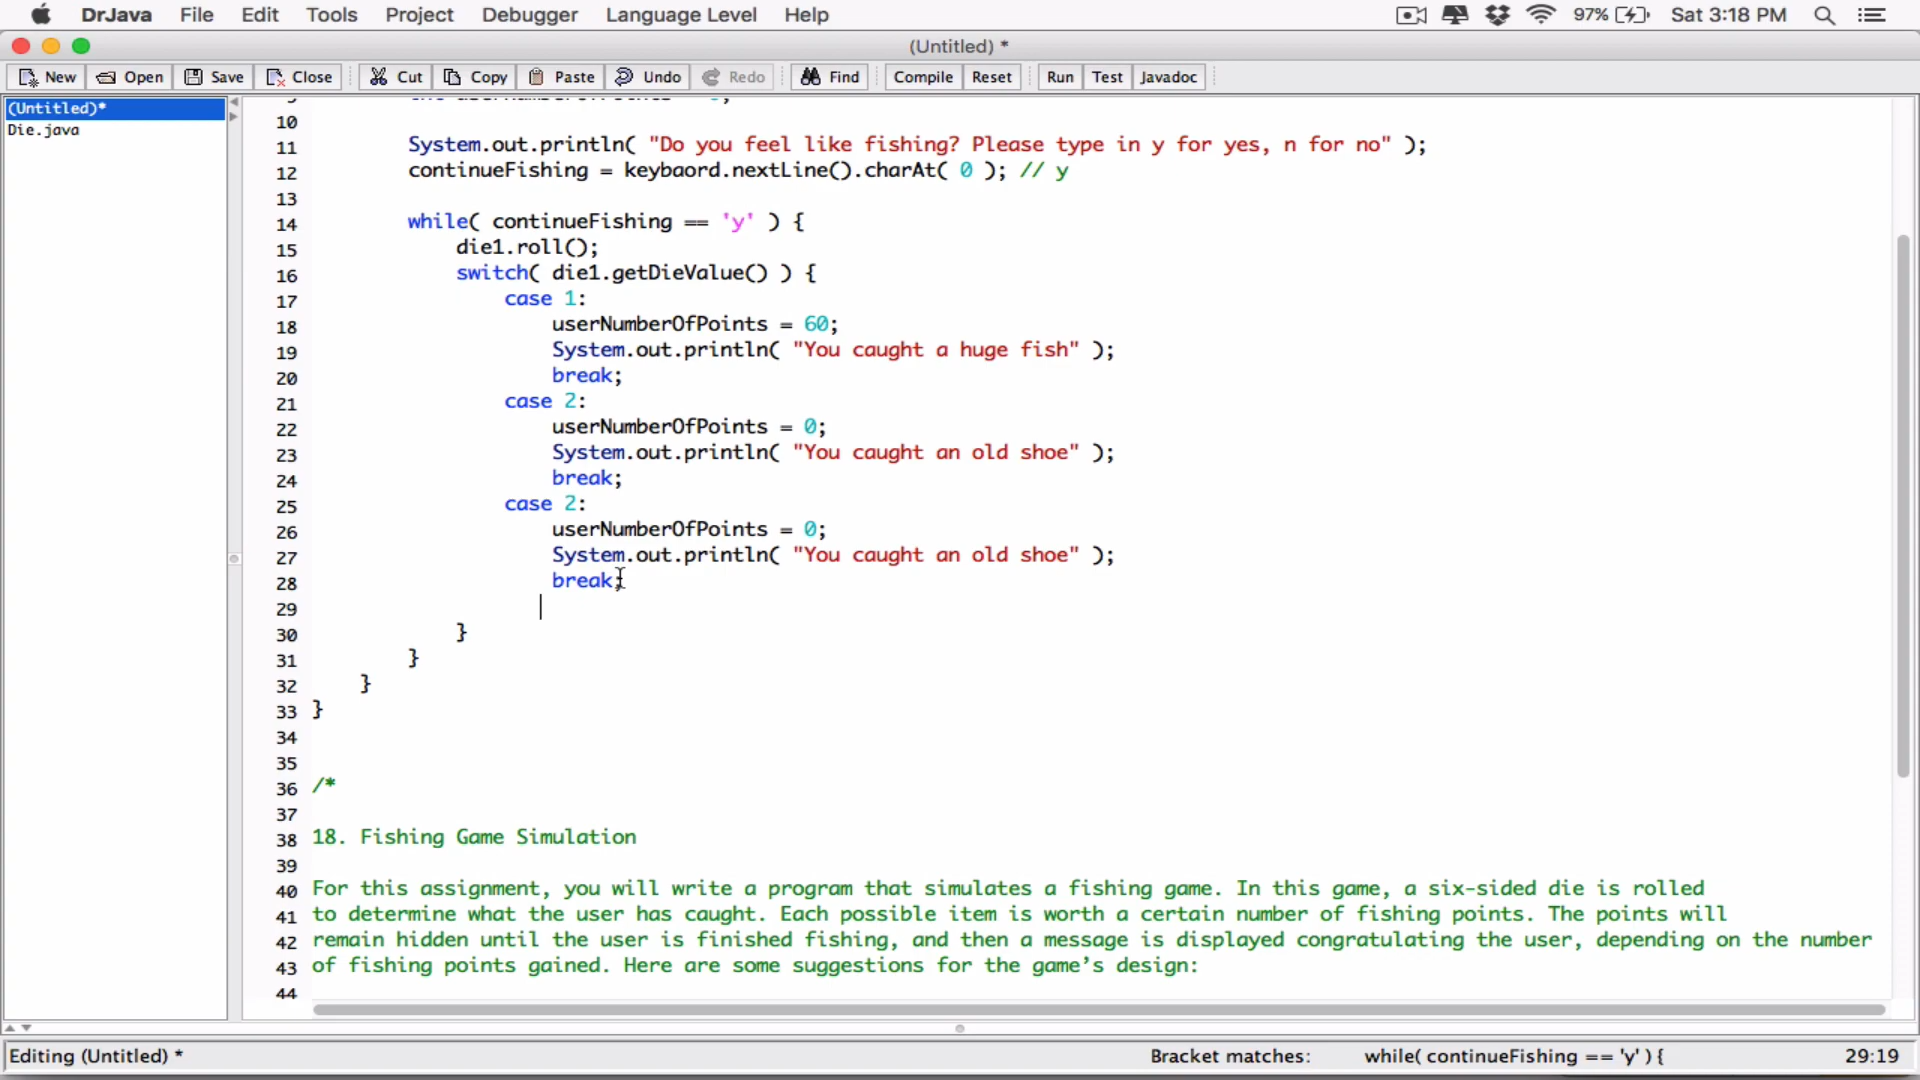 DrJava File Edit Tools Project Debugger Language Level Help 97% Sat 3:18 PM
(Untitled) *
New Open Save Close Cut Copy Paste Undo Redo Find Compile Reset Run Test Javadoc
(Untitled)*
Die.java
10
11 System.out.println( "Do you feel like fishing? Please type in y for yes, n for no" );
12 continueFishing = keybaord.nextLine().charAt( 0 ); // y
13
14 while( continueFishing == 'y' ) {
15 die1.roll();
16 switch( die1.getDieValue() ) {
17 case 1:
18 userNumberOfPoints = 60;
19 System.out.println( "You caught a huge fish" );
20 break;
21 case 2:
22 userNumberOfPoints = 0;
23 System.out.println( "You caught an old shoe" );
24 break;
25 case 2:
26 userNumberOfPoints = 0;
27 System.out.println( "You caught an old shoe" );
28 break;
29
30 }
31 }
32 }
33 }
34
35
36 /*
37
38 18. Fishing Game Simulation
39
40 For this assignment, you will write a program that simulates a fishing game. In this game, a six-sided die is rolled
41 to determine what the user has caught. Each possible item is worth a certain number of fishing points. The points will
42 remain hidden until the user is finished fishing, and then a message is displayed congratulating the user, depending on the number
43 of fishing points gained. Here are some suggestions for the game’s design:
44
Editing (Untitled) * Bracket matches: while( continueFishing == 'y' ) { 29:19